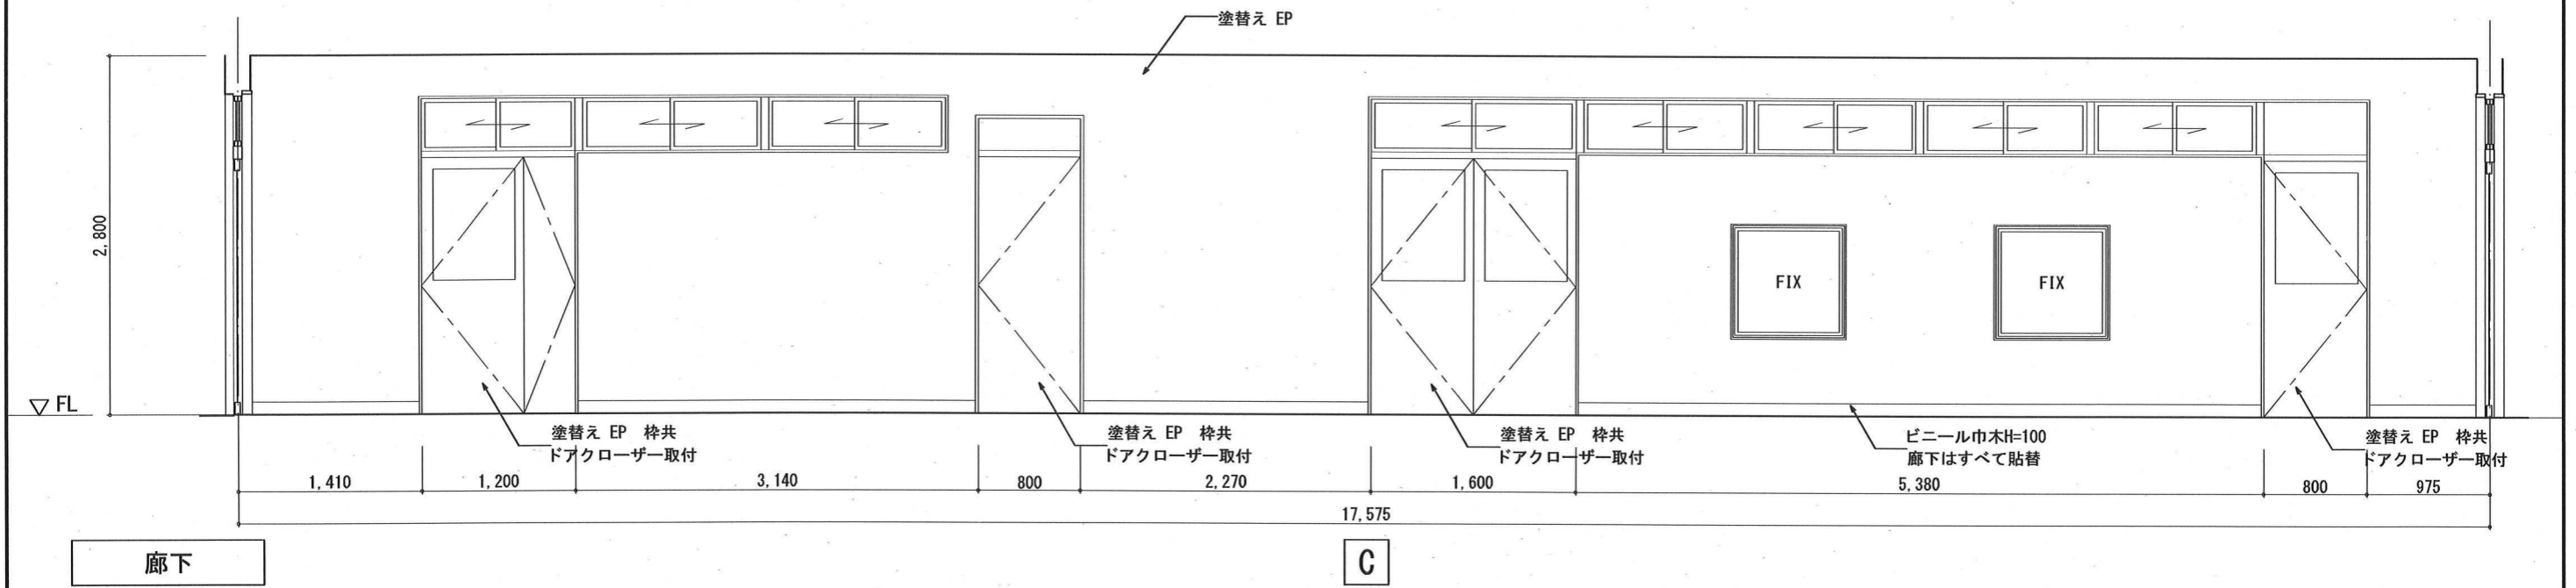 塗替え EP
2,800
FIX
FIX
▽ FL
塗替え EP 枠共
ドアクローザー取付
塗替え EP 枠共
ドアクローザー取付
塗替え EP 枠共
ドアクローザー取付
ビニール巾木H=100
廊下はすべて貼替
塗替え EP 枠共
ドアクローザー取付
1,410
1,200
3,140
800
2,270
1,600
5,380
800
975
17,575
廊下
C